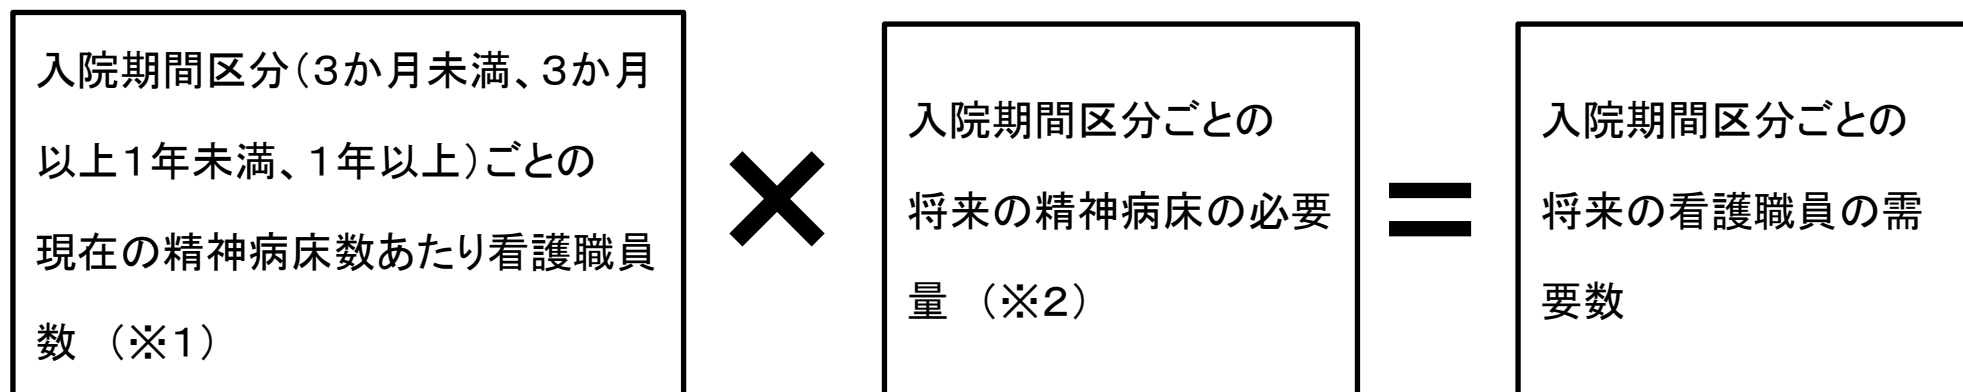 入院期間区分（３か月未満、３か月
以上１年未満、１年以上）ごとの
現在の精神病床数あたり看護職員
数　（※１）
×
入院期間区分ごとの
将来の精神病床の必要
量　（※２）
＝
入院期間区分ごとの
将来の看護職員の需
要数